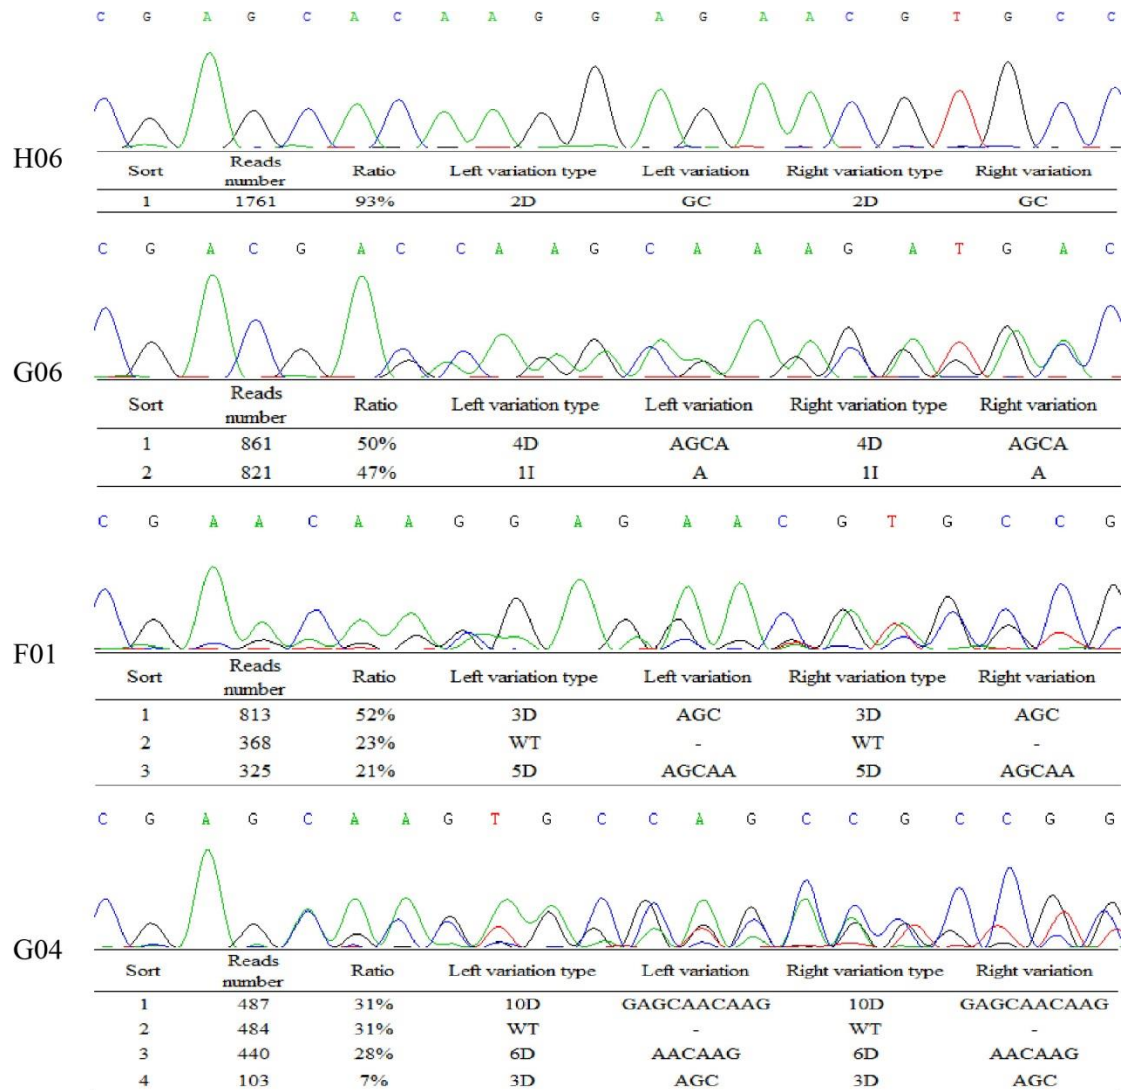 C G A G C A C A A G G A G A A C G T G C C
H06
Sort Reads number Ratio Left variation type Left variation Right variation type Right variation
1 1761 93% 2D GC 2D GC
C G A C G A C C A A G C A A A G A T G A C
G06
Sort Reads number Ratio Left variation type Left variation Right variation type Right variation
1 861 50% 4D AGCA 4D AGCA
2 821 47% 1I A 1I A
C G A A C A A G G A G A A C G T G C C G
F01
Sort Reads number Ratio Left variation type Left variation Right variation type Right variation
1 813 52% 3D AGC 3D AGC
2 368 23% WT - WT -
3 325 21% 5D AGCAA 5D AGCAA
C G A G C A A G T G C C A G C C G C C G G
G04
Sort Reads number Ratio Left variation type Left variation Right variation type Right variation
1 487 31% 10D GAGCAACAAG 10D GAGCAACAAG
2 484 31% WT - WT -
3 440 28% 6D AACAAG 6D AACAAG
4 103 7% 3D AGC 3D AGC